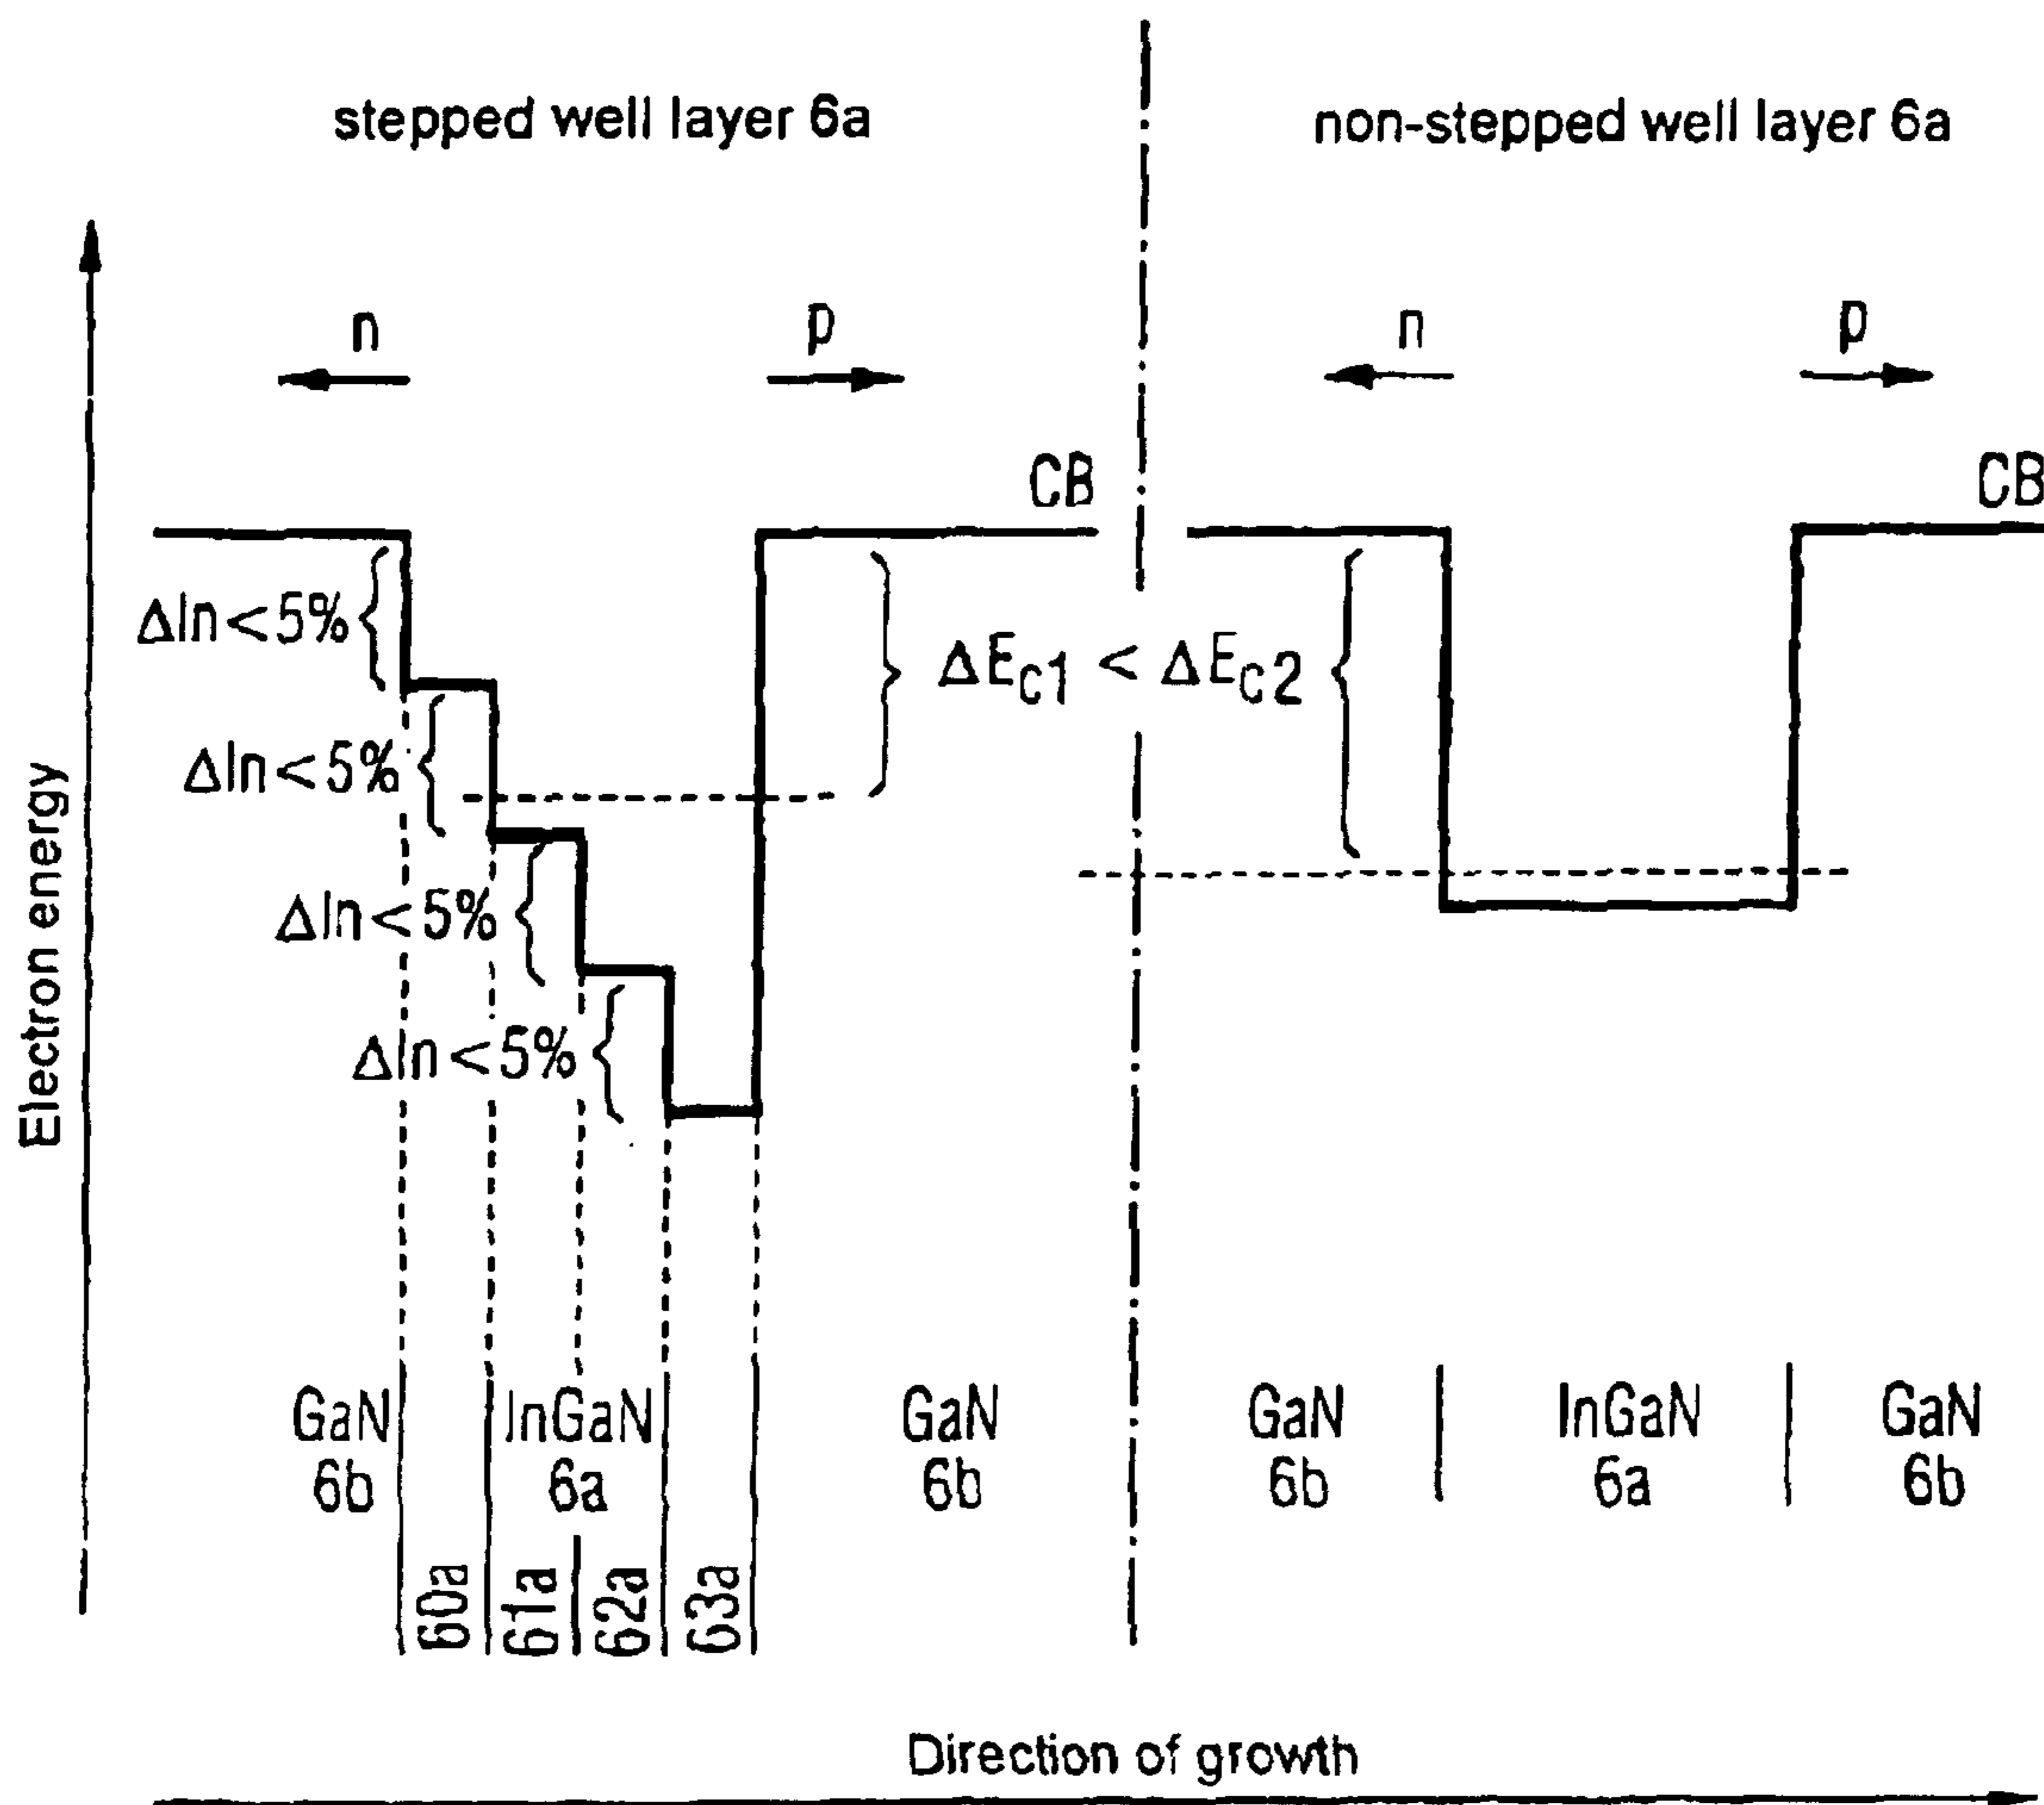 stepped well layer 6a
non-stepped well layer 6a
n
p
n
p
CB
CB
ΔIn<5%
ΔE_c1 < ΔE_c2
ΔIn<5%
ΔIn<5%
ΔIn<5%
Electron energy
GaN
6b
InGaN
6a
GaN
6b
GaN
6b
InGaN
6a
GaN
6b
60a
61a
62a
63a
Direction of growth